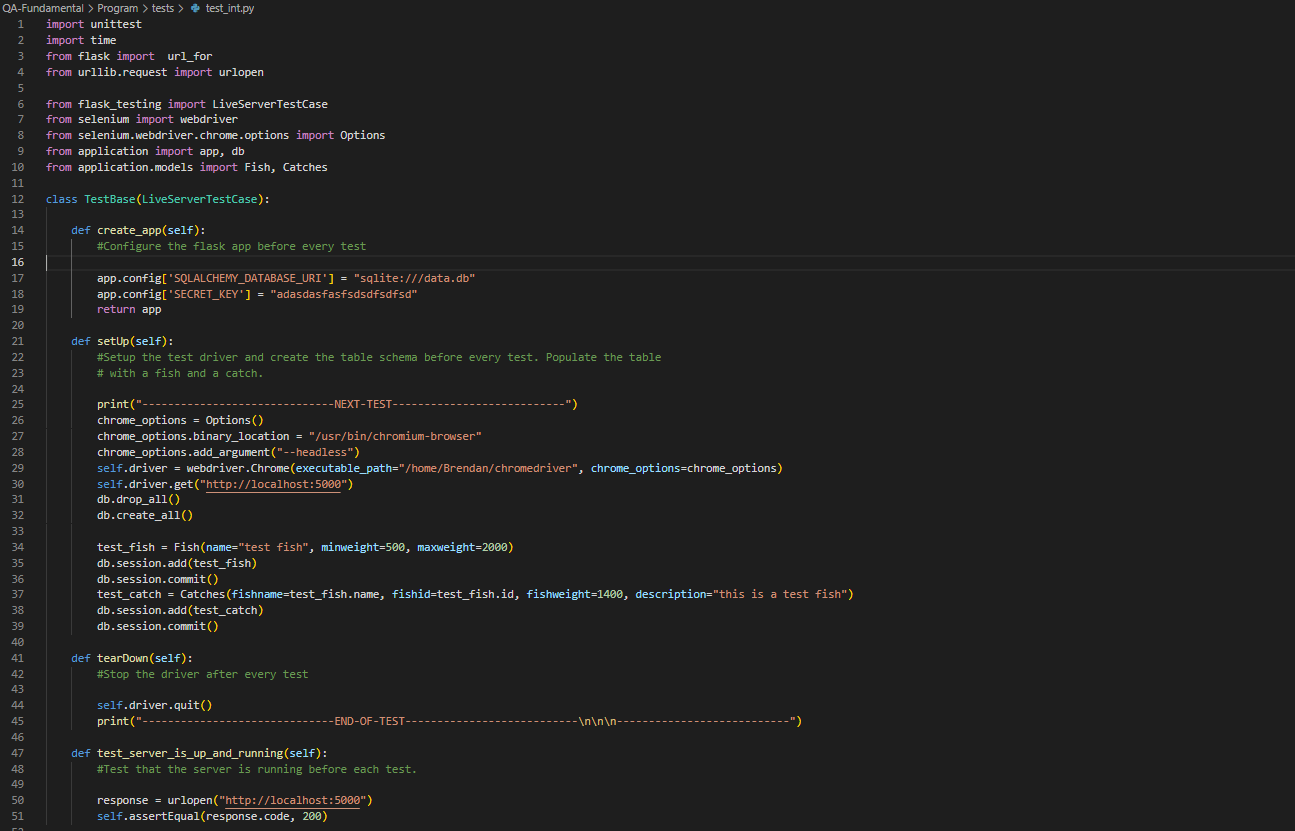 QA-Fundamental > Program > tests > test_int.py
1 import unittest
2 import time
3 from flask import  url_for
4 from urllib.request import urlopen
5
6 from flask_testing import LiveServerTestCase
7 from selenium import webdriver
8 from selenium.webdriver.chrome.options import Options
9 from application import app, db
10 from application.models import Fish, Catches
11
12 class TestBase(LiveServerTestCase):
13
14     def create_app(self):
15         #Configure the flask app before every test
16
17         app.config['SQLALCHEMY_DATABASE_URI'] = "sqlite:///data.db"
18         app.config['SECRET_KEY'] = "adasdasfasfsdsdfsdfsd"
19         return app
20
21     def setUp(self):
22         #Setup the test driver and create the table schema before every test. Populate the table
23         # with a fish and a catch.
24
25         print("------------------------------NEXT-TEST---------------------------")
26         chrome_options = Options()
27         chrome_options.binary_location = "/usr/bin/chromium-browser"
28         chrome_options.add_argument("--headless")
29         self.driver = webdriver.Chrome(executable_path="/home/Brendan/chromedriver", chrome_options=chrome_options)
30         self.driver.get("http://localhost:5000")
31         db.drop_all()
32         db.create_all()
33
34         test_fish = Fish(name="test fish", minweight=500, maxweight=2000)
35         db.session.add(test_fish)
36         db.session.commit()
37         test_catch = Catches(fishname=test_fish.name, fishid=test_fish.id, fishweight=1400, description="this is a test fish")
38         db.session.add(test_catch)
39         db.session.commit()
40
41     def tearDown(self):
42         #Stop the driver after every test
43
44         self.driver.quit()
45         print("------------------------------END-OF-TEST---------------------------\n\n\n---------------------------")
46
47     def test_server_is_up_and_running(self):
48         #Test that the server is running before each test.
49
50         response = urlopen("http://localhost:5000")
51         self.assertEqual(response.code, 200)